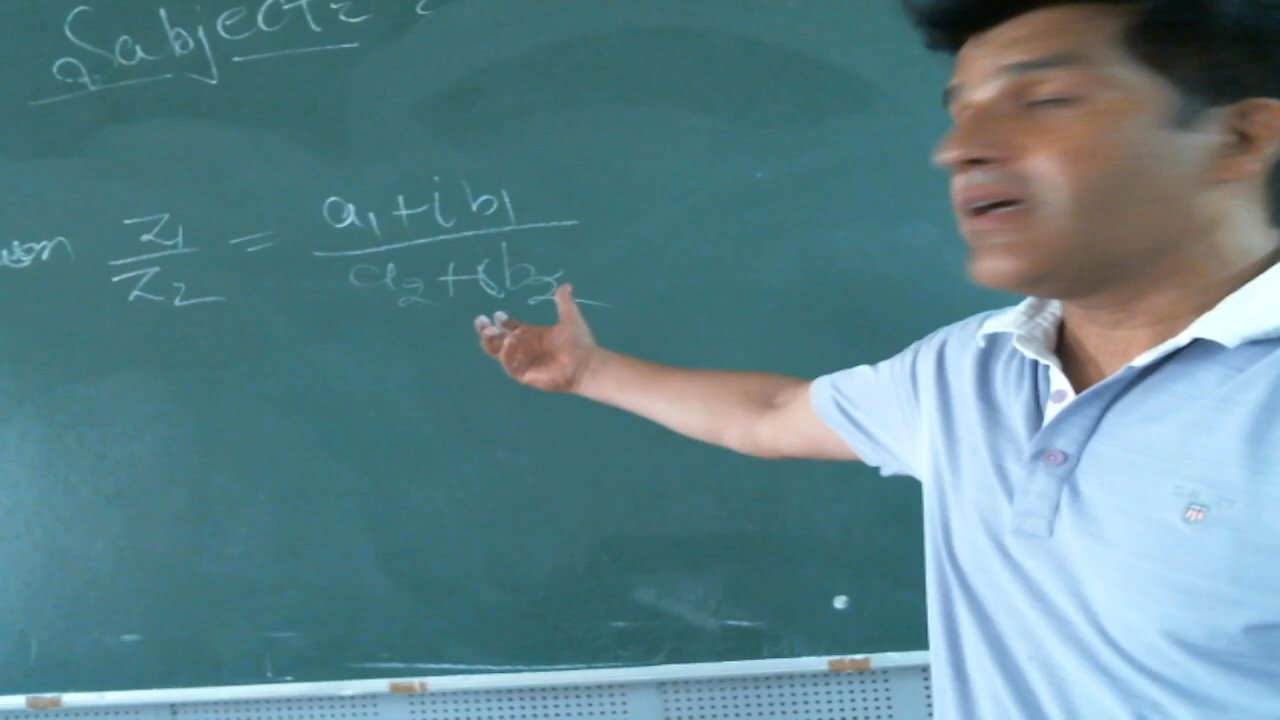 Sabject
z₁ / z₂ = a₁+ib₁ / a₂+ib₂